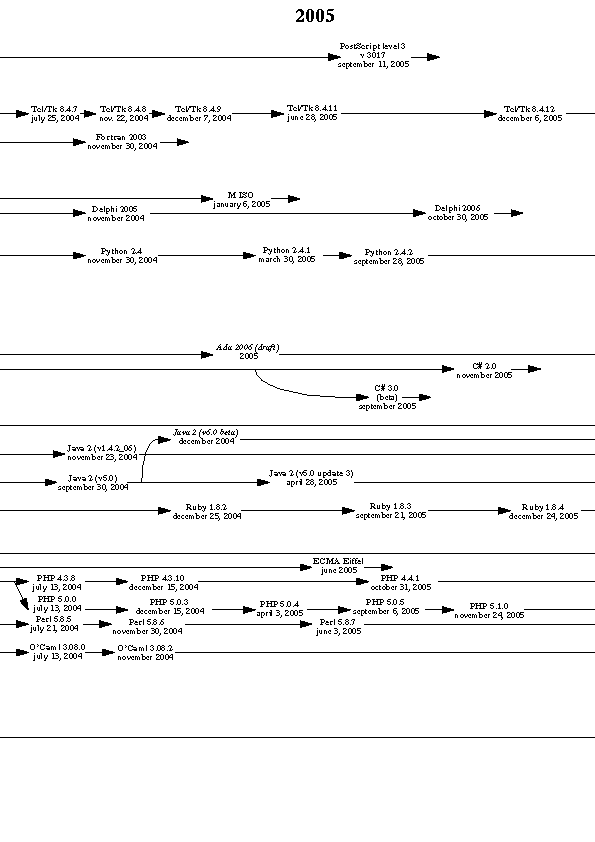 2005
PostScript level 3
v 3017
september 11, 2005
Tcl/Tk 8.4.7
july 25, 2004
Tcl/Tk 8.4.8
nov. 22, 2004
Tcl/Tk 8.4.9
december 7, 2004
Tcl/Tk 8.4.11
june 28, 2005
Tcl/Tk 8.4.12
december 6, 2005
Fortran 2003
november 30, 2004
M ISO
january 6, 2005
Delphi 2005
november 2004
Delphi 2006
october 30, 2005
Python 2.4
november 30, 2004
Python 2.4.1
march 30, 2005
Python 2.4.2
september 28, 2005
Ada 2006 (draft)
2005
C# 2.0
november 2005
C# 3.0
(beta)
september 2005
Java 2 (v6.0 beta)
december 2004
Java 2 (v1.4.2_06)
november 23, 2004
Java 2 (v5.0)
september 30, 2004
Java 2 (v5.0 update 3)
april 28, 2005
Ruby 1.8.2
december 25, 2004
Ruby 1.8.3
september 21, 2005
Ruby 1.8.4
december 24, 2005
ECMA Eiffel
june 2005
PHP 4.3.8
july 13, 2004
PHP 4.3.10
december 15, 2004
PHP 4.4.1
october 31, 2005
PHP 5.0.0
july 13, 2004
PHP 5.0.3
december 15, 2004
PHP 5.0.4
april 3, 2005
PHP 5.0.5
september 6, 2005
PHP 5.1.0
november 24, 2005
Perl 5.8.5
july 21, 2004
Perl 5.8.6
november 30, 2004
Perl 5.8.7
june 3, 2005
O'Caml 3.08.0
july 13, 2004
O'Caml 3.08.2
november 2004